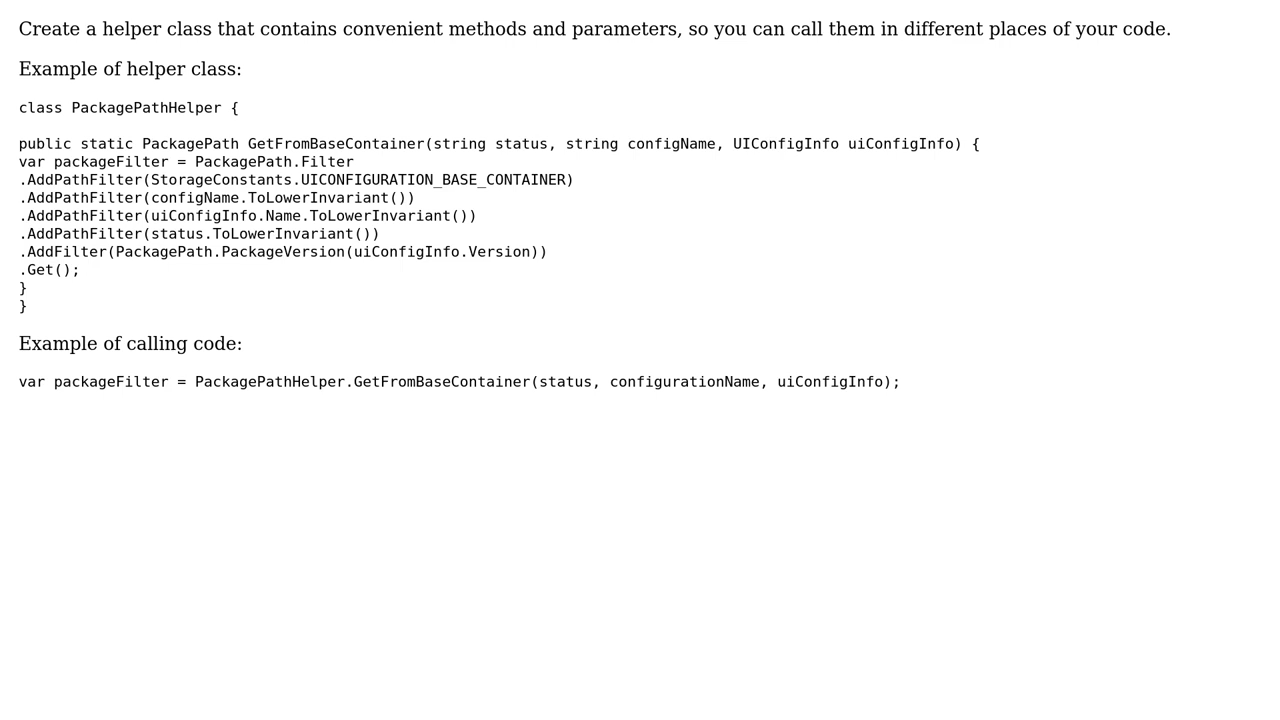 Create a helper class that contains convenient methods and parameters, so you can call them in different places of your code.
Example of helper class:
class PackagePathHelper {
public static PackagePath GetFromBaseContainer(string status, string configName, UIConfigInfo uiConfigInfo) {
var packageFilter = PackagePath.Filter
.AddPathFilter(StorageConstants.UICONFIGURATION_BASE_CONTAINER)
.AddPathFilter(configName.ToLowerInvariant())
.AddPathFilter(uiConfigInfo.Name.ToLowerInvariant())
.AddPathFilter(status.ToLowerInvariant())
.AddFilter(PackagePath.PackageVersion(uiConfigInfo.Version))
.Get();
}
}
Example of calling code:
var packageFilter = PackagePathHelper.GetFromBaseContainer(status, configurationName, uiConfigInfo);